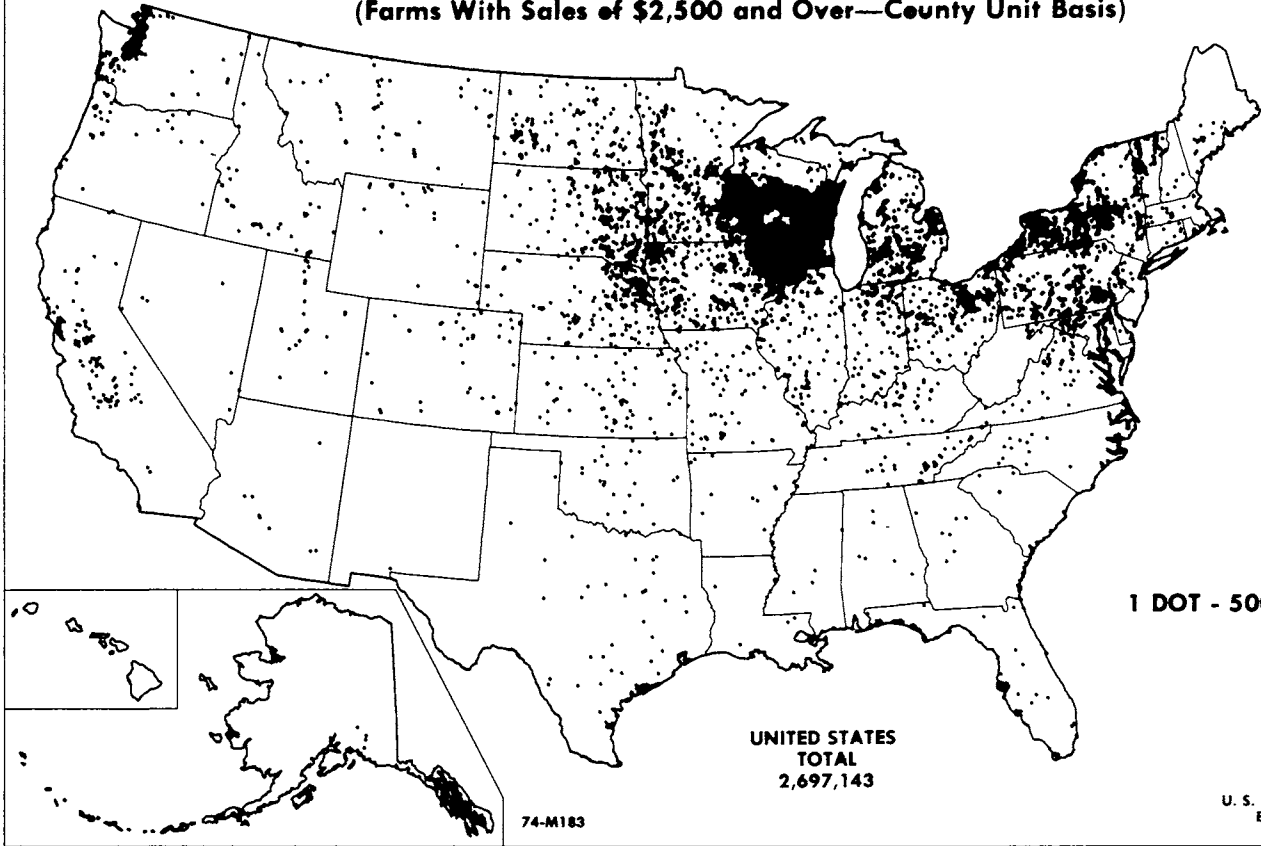 (Farms With Sales of $2,500 and Over—County Unit Basis)
1 DOT - 50
UNITED STATES
TOTAL
2,697,143
U. S.
74-M183